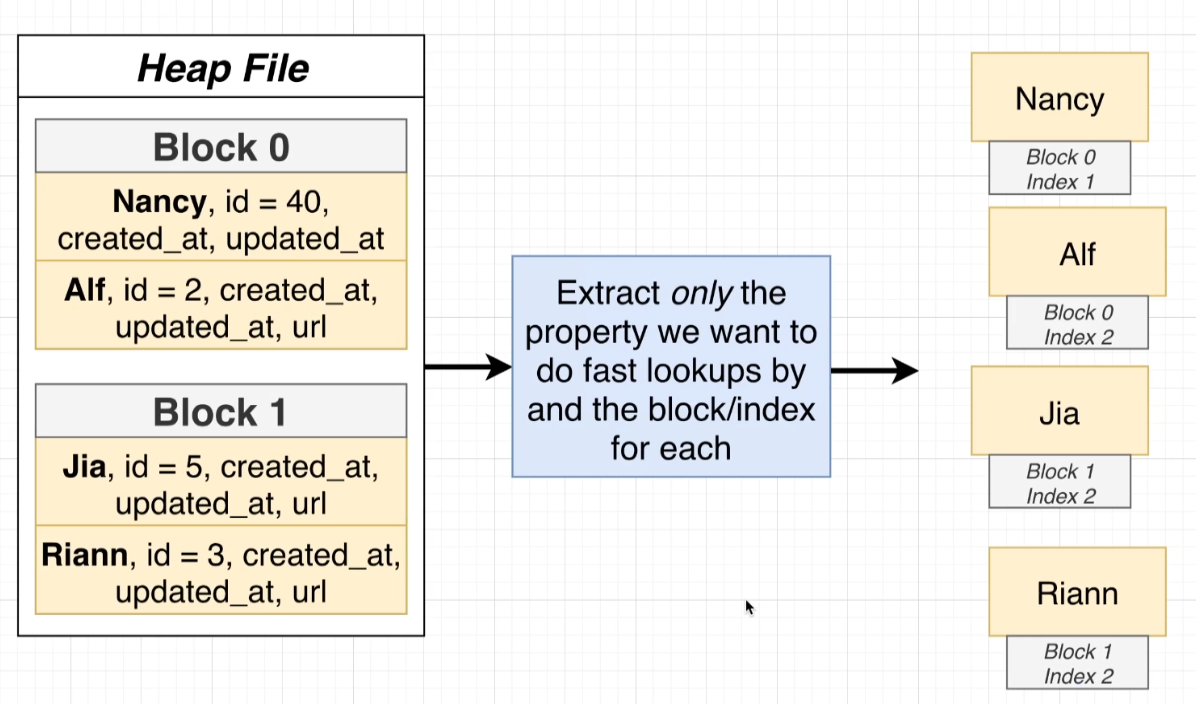 Heap File
Block 0
Nancy, id = 40,
created_at, updated_at
Alf, id = 2, created_at,
updated_at, url
Block 1
Jia, id = 5, created_at,
updated_at, url
Riann, id = 3, created_at,
updated_at, url
Extract only the
property we want to
do fast lookups by
and the block/index
for each
Nancy
Block 0
Index 1
Alf
Block 0
Index 2
Jia
Block 1
Index 2
Riann
Block 1
Index 2